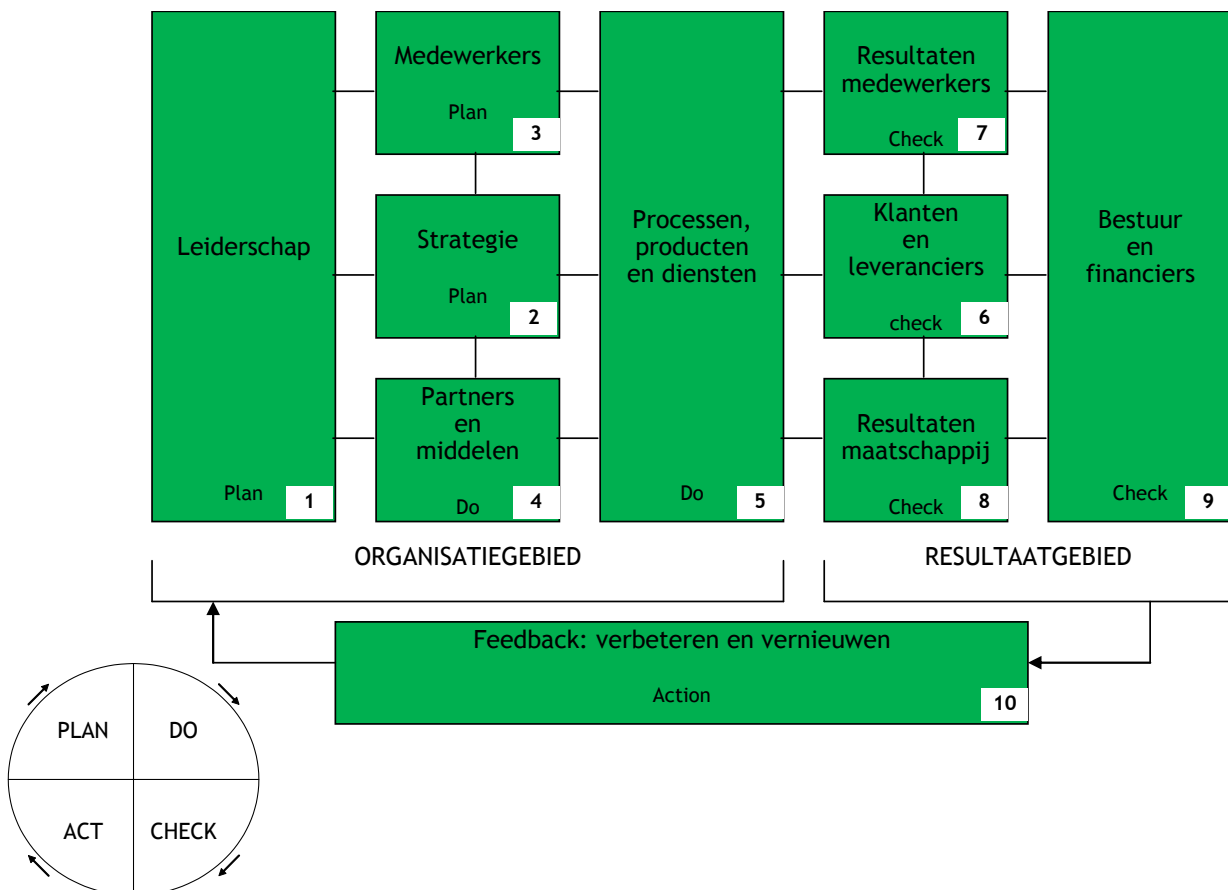 Leiderschap
Plan
1
Medewerkers
Plan
3
Strategie
Plan
2
Partners
en
middelen
Do
4
Processen,
producten
en diensten
Do
5
Resultaten
medewerkers
Check
7
Klanten
en
leveranciers
check
6
Resultaten
maatschappij
Check
8
Bestuur
en
financiers
Check
9
ORGANISATIEGEBIED
RESULTAATGEBIED
Feedback: verbeteren en vernieuwen
Action
10
PLAN
DO
ACT
CHECK